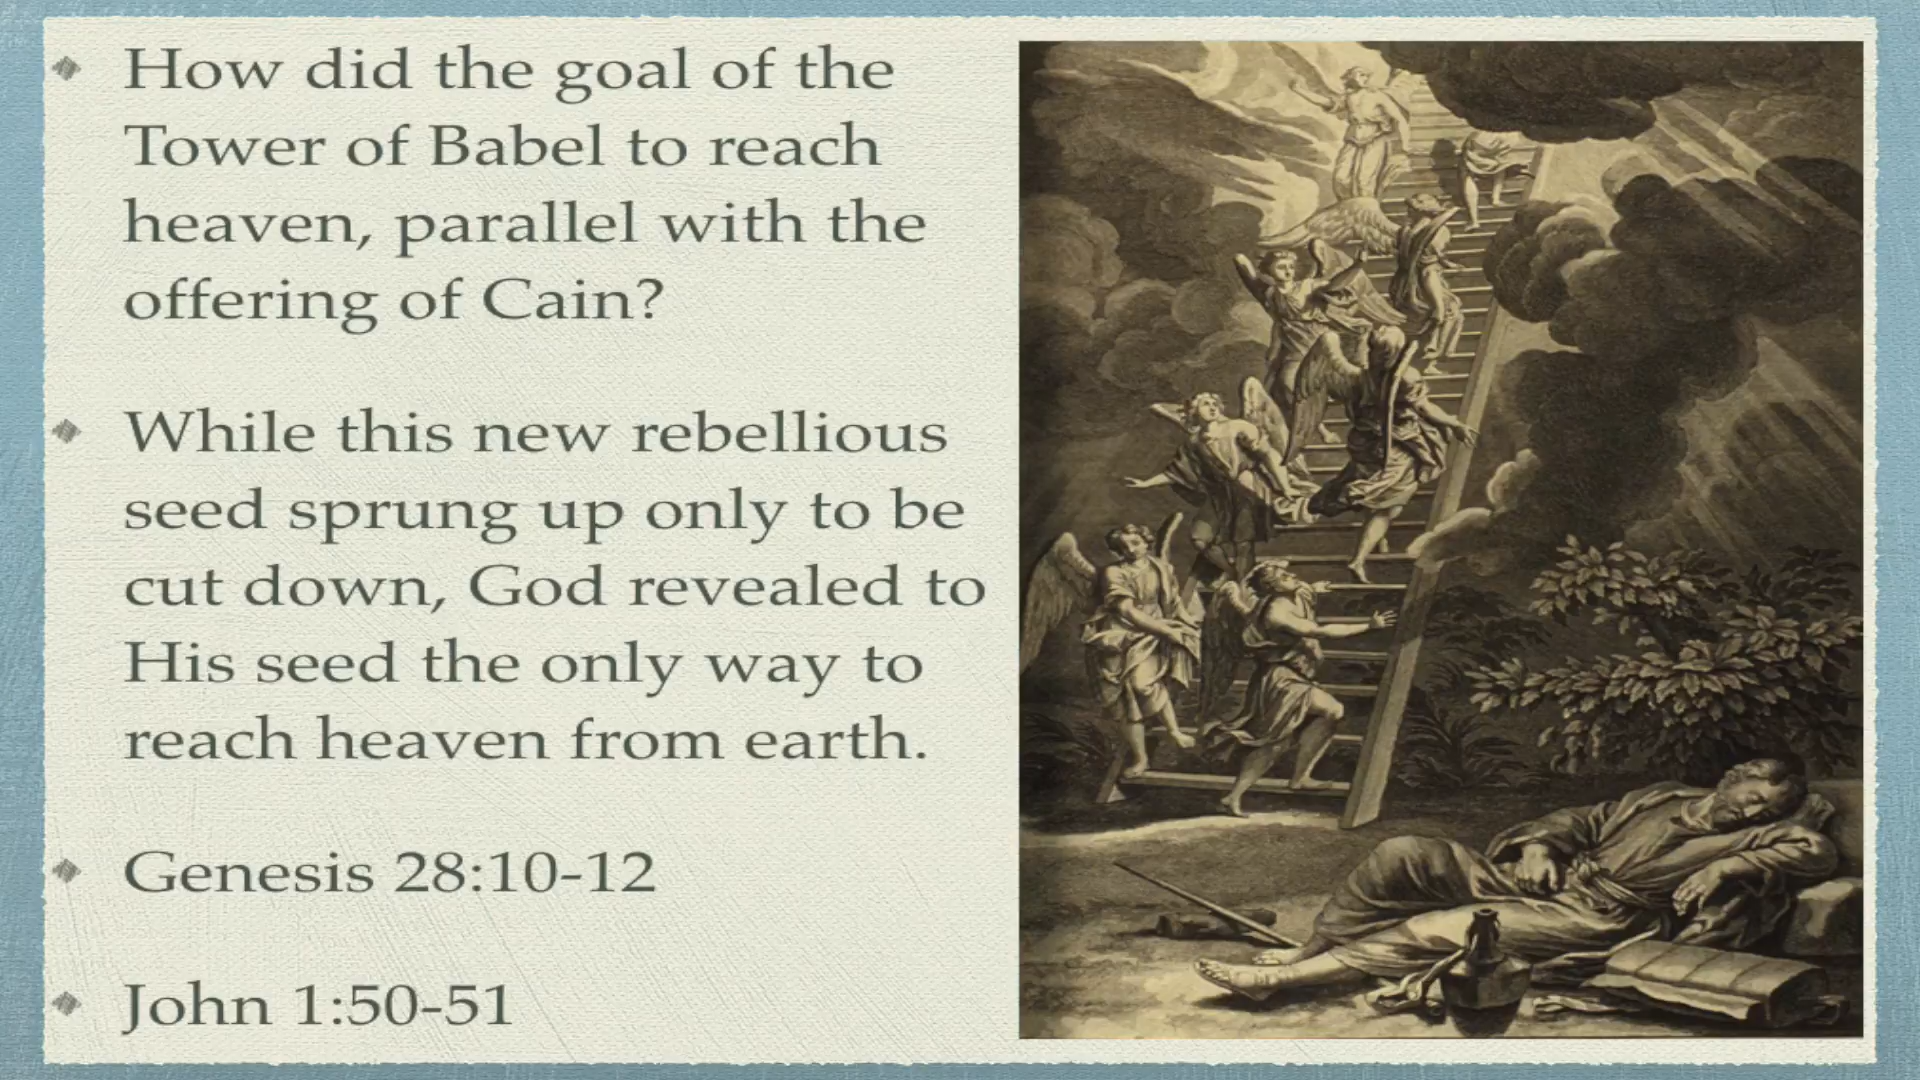 How did the goal of the
Tower of Babel to reach
heaven, parallel with the
offering of Cain?
While this new rebellious
seed sprung up only to be
cut down, God revealed to
His seed the only way to
reach heaven from earth.
Genesis 28:10-12
John 1:50-51